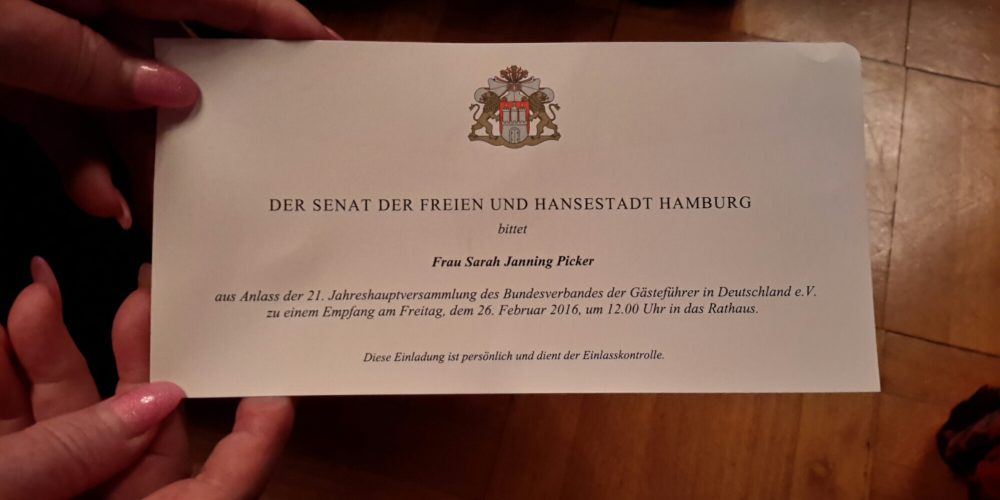 DER SENAT DER FREIEN UND HANSESTADT HAMBURG
bittet
Frau Sarah Janning Picker
aus Anlass der 21. Jahreshauptversammlung des Bundesverbandes der Gästeführer in Deutschland e.V.
zu einem Empfang am Freitag, dem 26. Februar 2016, um 12.00 Uhr in das Rathaus.
Diese Einladung ist persönlich und dient der Einlasskontrolle.